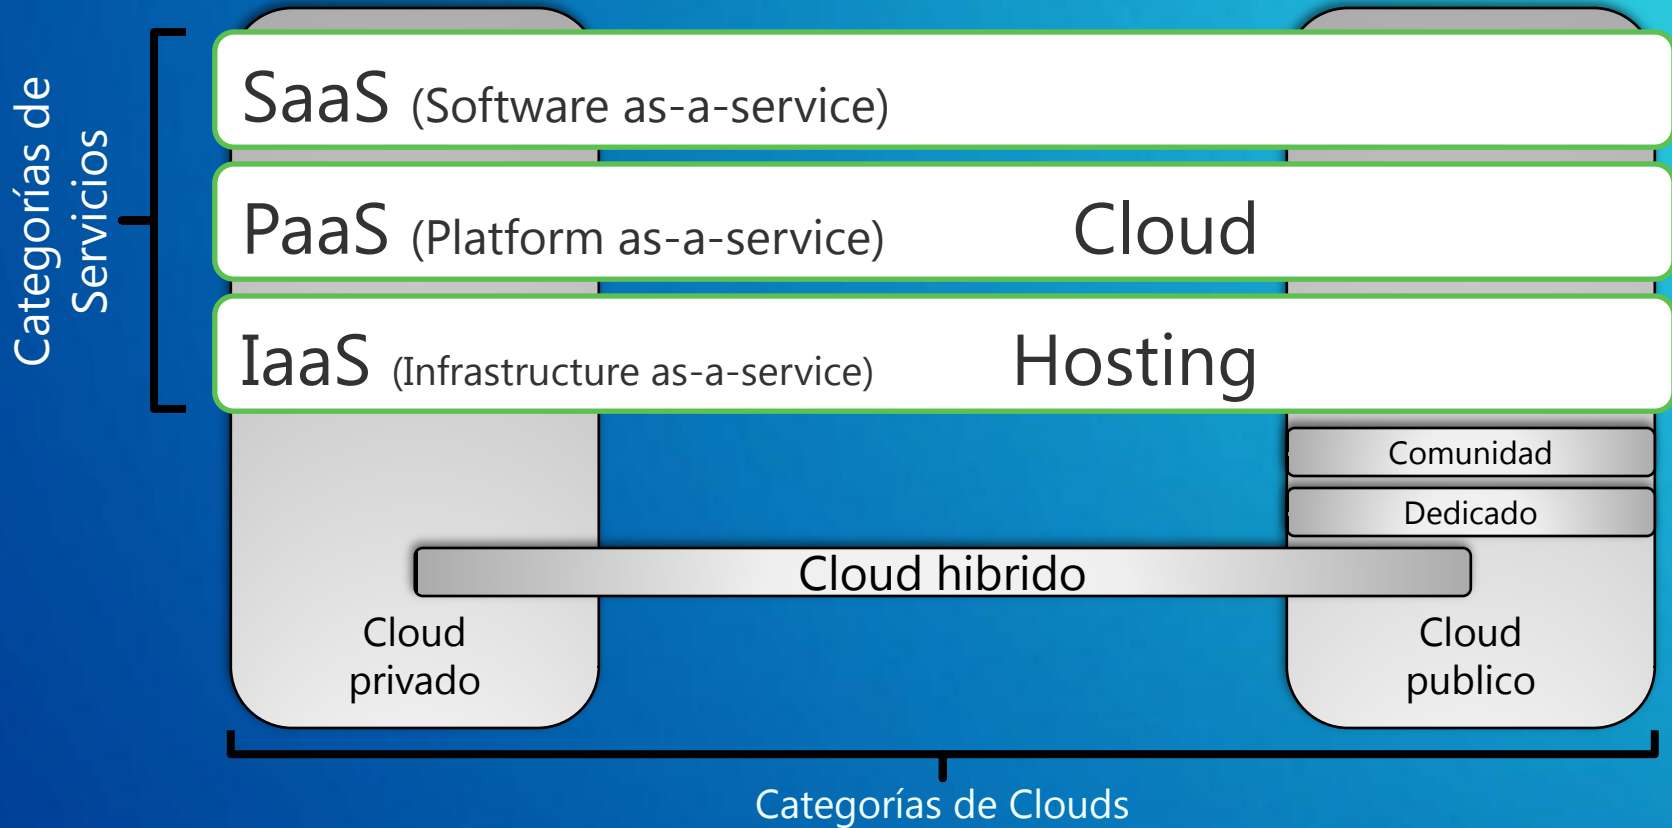 Categorías de
Servicios
SaaS (Software as-a-service)
PaaS (Platform as-a-service) Cloud
IaaS (Infrastructure as-a-service) Hosting
Comunidad
Dedicado
Cloud hibrido
Cloud
privado
Cloud
publico
Categorías de Clouds